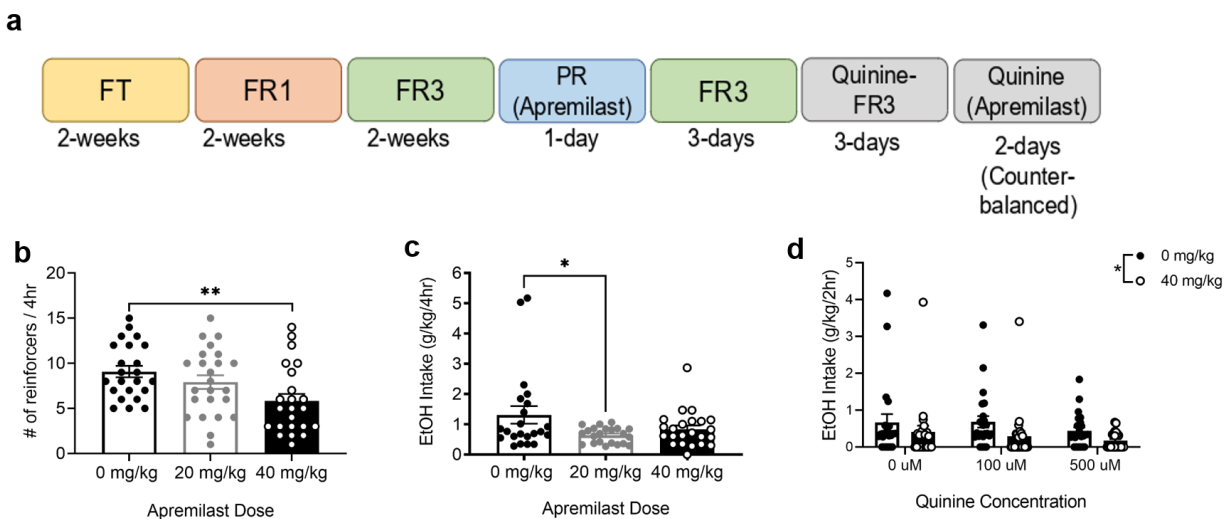 a
FT
FR1
FR3
PR
(Apremilast)
FR3
Quinine-
FR3
Quinine
(Apremilast)
2-weeks
2-weeks
2-weeks
1-day
3-days
3-days
2-days
(Counter-
balanced)
b
# of reinforcers / 4hr
20
15
10
5
0
**
0 mg/kg
20 mg/kg
40 mg/kg
Apremilast Dose
c
EtOH Intake (g/kg/4hr)
6
5
4
3
2
1
0
*
0 mg/kg
20 mg/kg
40 mg/kg
Apremilast Dose
d
EtOH Intake (g/kg/2hr)
5
4
3
2
1
0
*
0 mg/kg
40 mg/kg
0 uM
100 uM
500 uM
Quinine Concentration